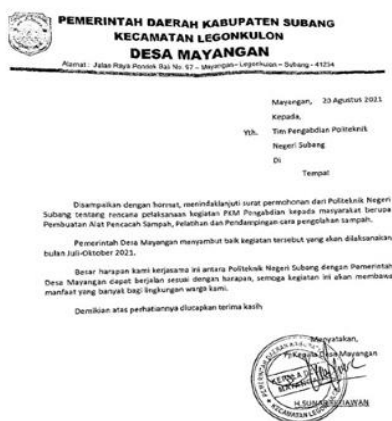 PEMERINTAH DAERAH KABUPATEN SUBANG
KECAMATAN LEGONKULON
DESA MAYANGAN
Alamat : Jalan Raya Pondok Bali No. 67 – Mayangan – Legonkulon – Subang - 41254
Mayangan, 20 Agustus 2021
Kepada,
Yth. Tim Pengabdian Politeknik
Negeri Subang
Di
Tempat
Disampaikan dengan hormat, menindaklanjuti surat permohonan dari Politeknik Negeri
Subang tentang rencana pelaksanaan kegiatan PKM Pengabdian kepada masyarakat berupa
Pembuatan Alat Pencacah Sampah, Pelatihan dan Pendampingan cara pengolahan sampah.
Pemerintah Desa Mayangan menyambut baik kegiatan tersebut yang akan dilaksanakan
bulan Juli-Oktober 2021.
Besar harapan kami kerjasama ini antara Politeknik Negeri Subang dengan Pemerintah
Desa Mayangan dapat berjalan sesuai dengan harapan, semoga kegiatan ini akan membawa
manfaat yang banyak bagi lingkungan warga kami.
Demikian atas perhatiannya diucapkan terima kasih
Menyatakan,
Pj Kepala Desa Mayangan
KEPALA DESA
MAYANGAN
KECAMATAN LEGONKULON